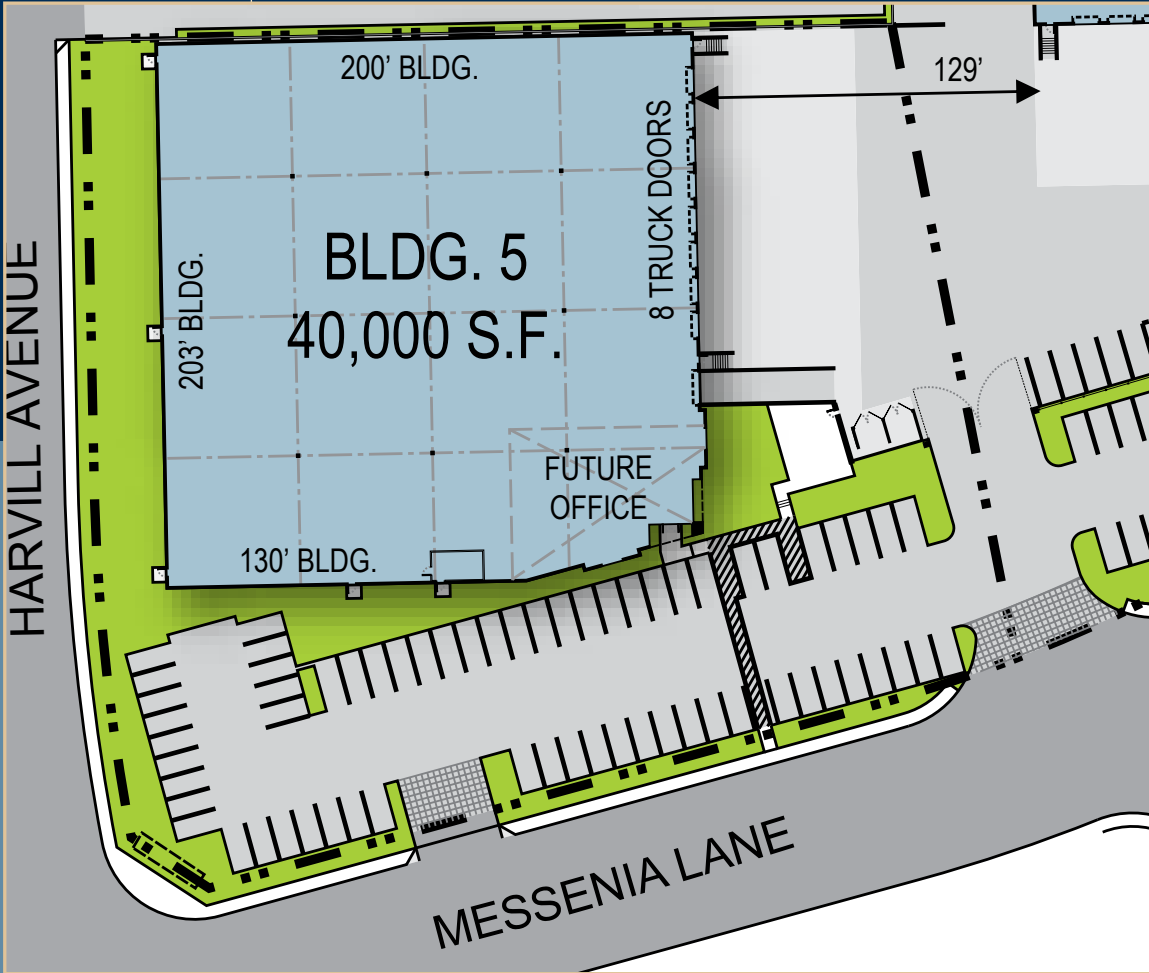 200’ BLDG.
129’
8 TRUCK DOORS
BLDG. 5
40,000 S.F.
203’ BLDG.
HARVILL AVENUE
FUTURE
OFFICE
130’ BLDG.
MESSENIA LANE